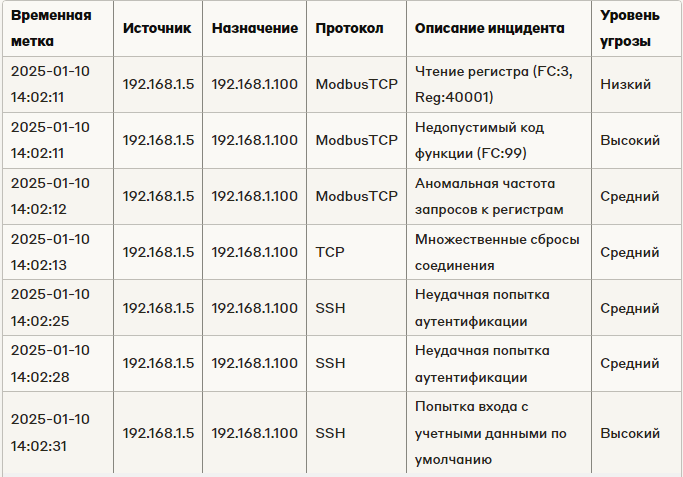 Временная метка Источник Назначение Протокол Описание инцидента Уровень угрозы
2025-01-10 14:02:11 192.168.1.5 192.168.1.100 ModbusTCP Чтение регистра (FC:3, Reg:40001) Низкий
2025-01-10 14:02:11 192.168.1.5 192.168.1.100 ModbusTCP Недопустимый код функции (FC:99) Высокий
2025-01-10 14:02:12 192.168.1.5 192.168.1.100 ModbusTCP Аномальная частота запросов к регистрам Средний
2025-01-10 14:02:13 192.168.1.5 192.168.1.100 TCP Множественные сбросы соединения Средний
2025-01-10 14:02:25 192.168.1.5 192.168.1.100 SSH Неудачная попытка аутентификации Средний
2025-01-10 14:02:28 192.168.1.5 192.168.1.100 SSH Неудачная попытка аутентификации Средний
2025-01-10 14:02:31 192.168.1.5 192.168.1.100 SSH Попытка входа с учетными данными по умолчанию Высокий